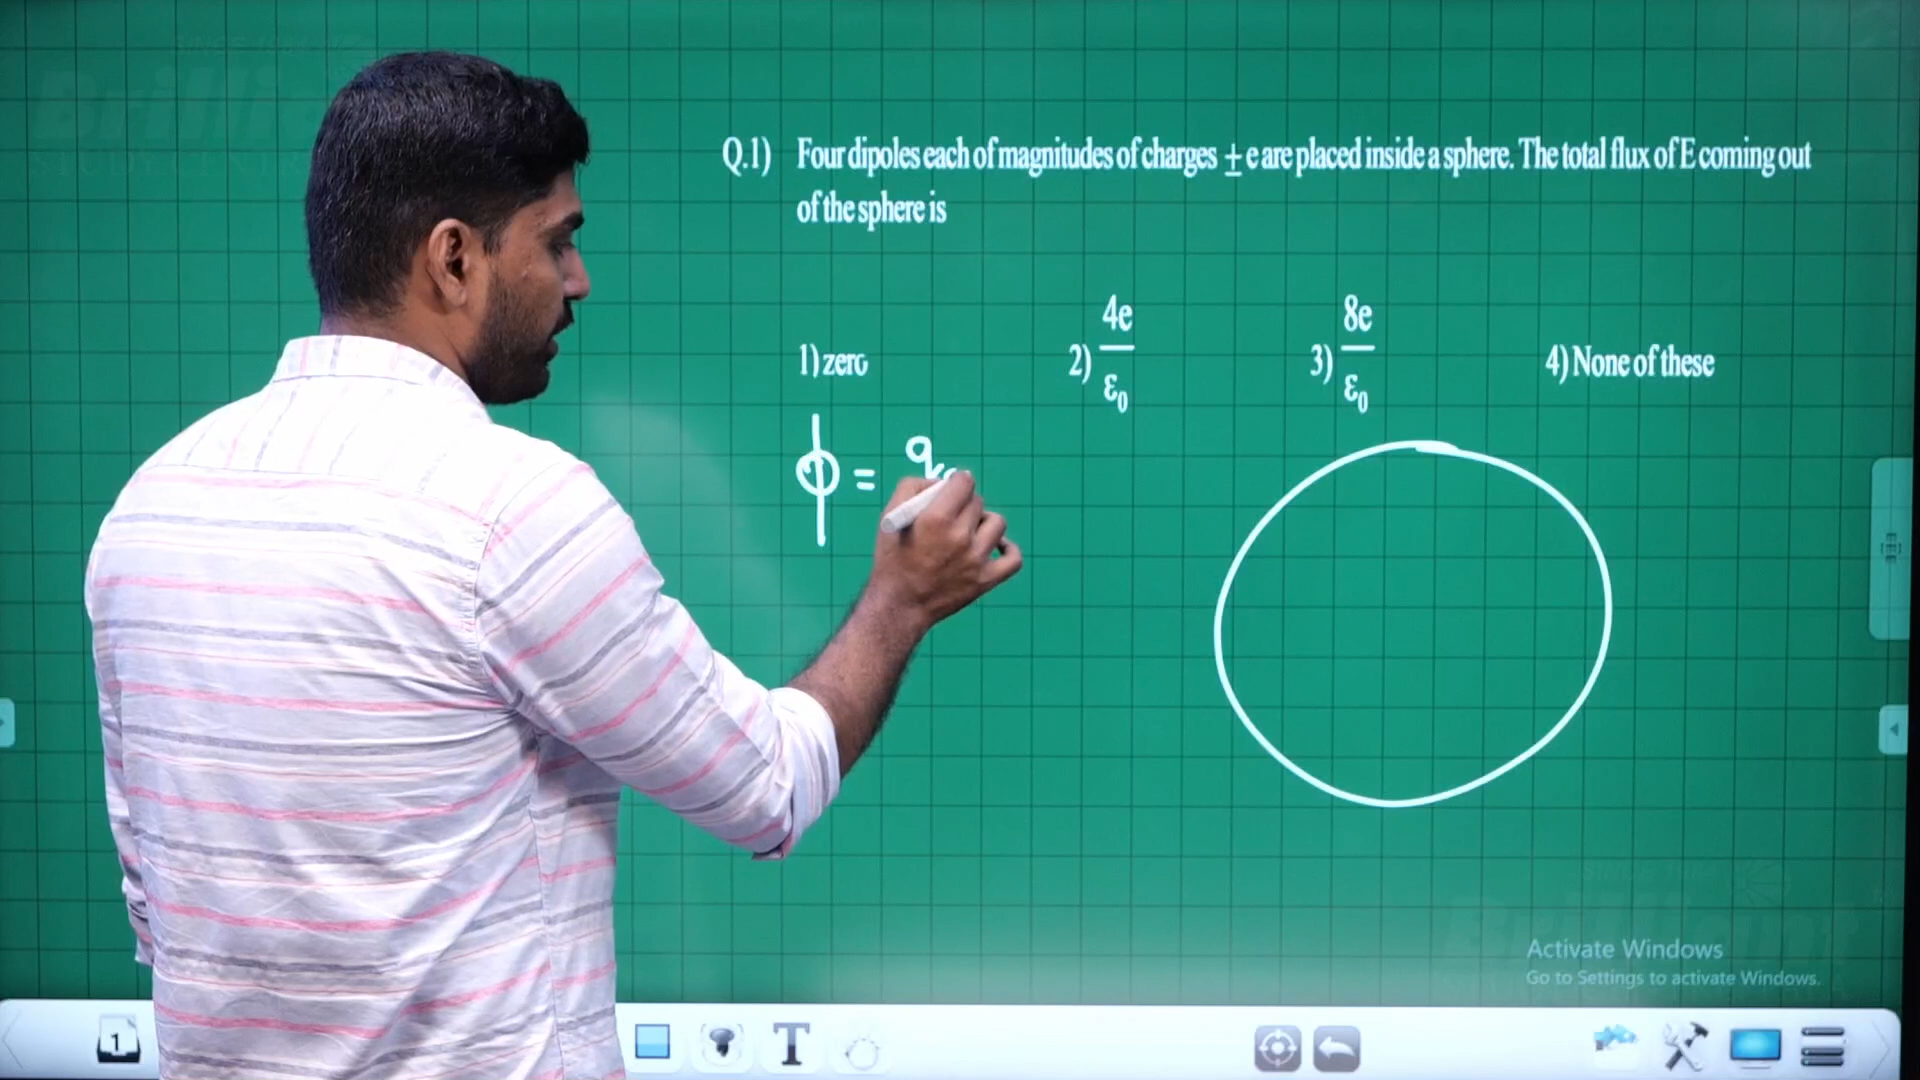 Q.1) Four dipoles each of magnitudes of charges ± e are placed inside a sphere. The total flux of E coming out
of the sphere is
1) zero 2) 4e/ε₀ 3) 8e/ε₀ 4) None of these
ϕ = q
Activate Windows
Go to Settings to activate Windows.
1
T